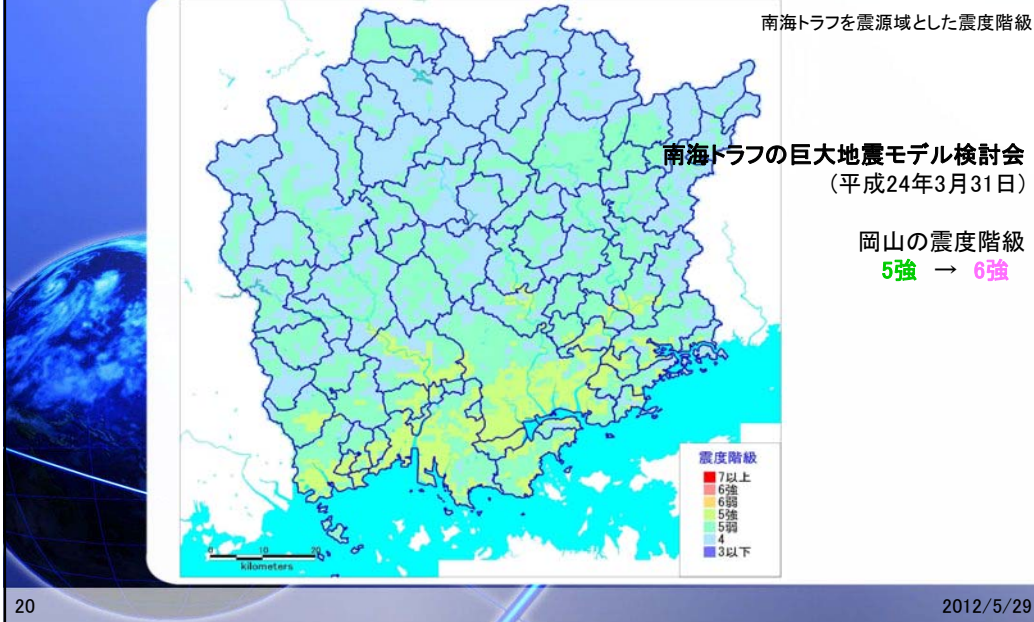 南海トラフを震源域とした震度階級
南海トラフの巨大地震モデル検討会
(平成24年3月31日)
岡山の震度階級
5強 → 6強
震度階級
7以上
6強
6弱
5強
5弱
4
3以下
0 10 20
kilometers
20
2012/5/29